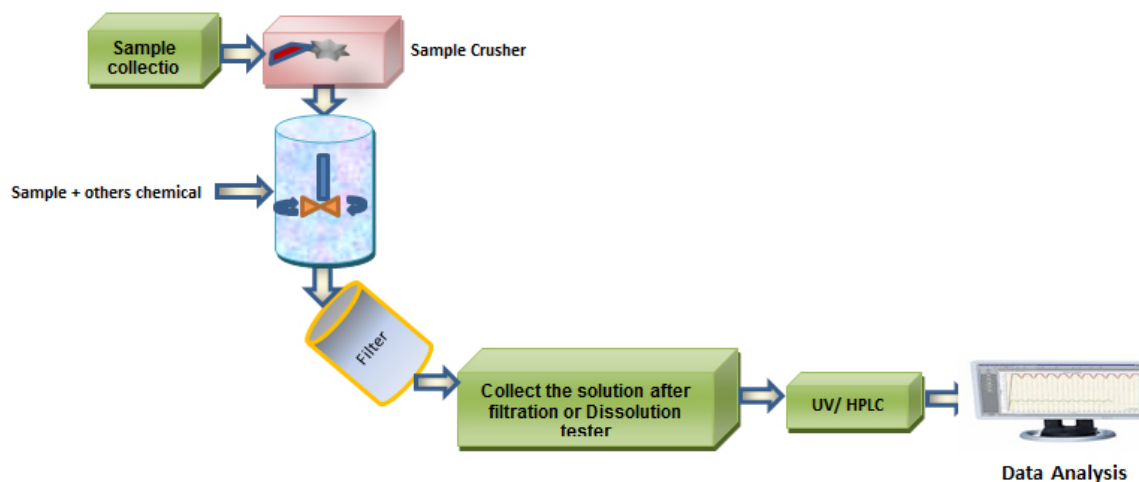 Sample
collectio
Sample Crusher
Sample + others chemical
Filter
Collect the solution after
filtration or Dissolution
tester
UV/ HPLC
Data Analysis